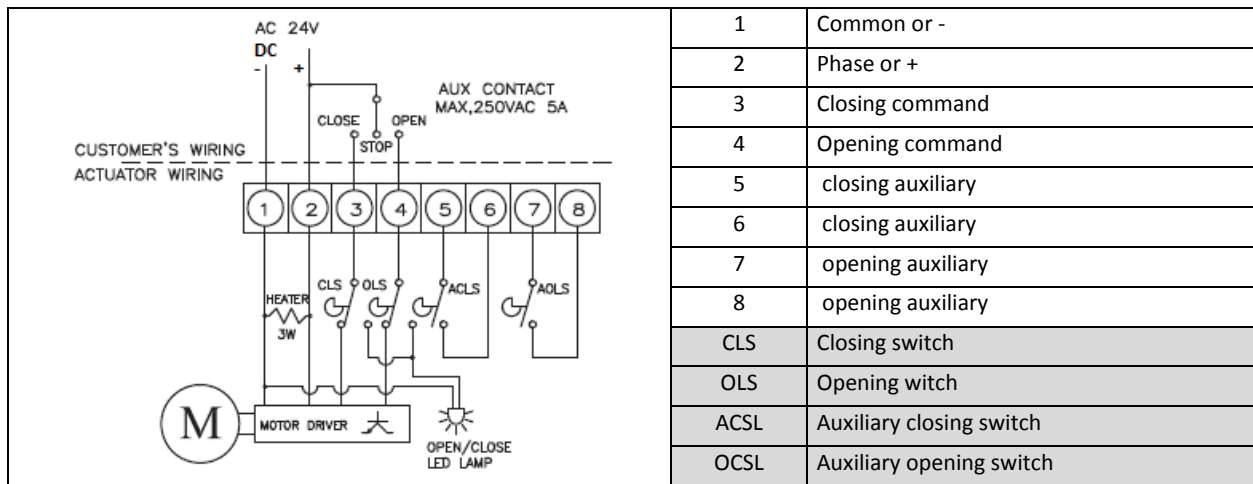 AC 24V
DC
- +
AUX CONTACT
MAX,250VAC 5A
CLOSE OPEN
STOP
CUSTOMER'S WIRING
ACTUATOR WIRING
1 2 3 4 5 6 7 8
CLS OLS ACLS AOLS
HEATER
3W
M MOTOR DRIVER
OPEN/CLOSE
LED LAMP
1 Common or -
2 Phase or +
3 Closing command
4 Opening command
5 closing auxiliary
6 closing auxiliary
7 opening auxiliary
8 opening auxiliary
CLS Closing switch
OLS Opening witch
ACSL Auxiliary closing switch
OCSL Auxiliary opening switch